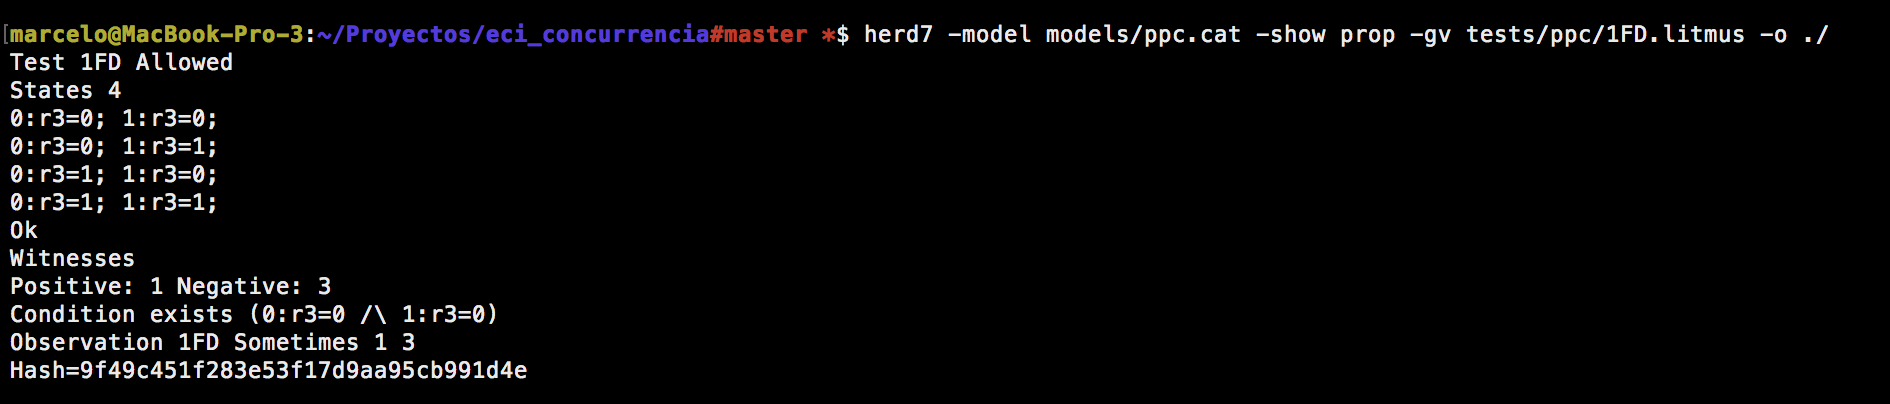 [marcelo@MacBook-Pro-3:~/Proyectos/eci_concurrencia#master *$ herd7 -model models/ppc.cat -show prop -gv tests/ppc/1FD.litmus -o ./
Test 1FD Allowed
States 4
0:r3=0; 1:r3=0;
0:r3=0; 1:r3=1;
0:r3=1; 1:r3=0;
0:r3=1; 1:r3=1;
Ok
Witnesses
Positive: 1 Negative: 3
Condition exists (0:r3=0 /\ 1:r3=0)
Observation 1FD Sometimes 1 3
Hash=9f49c451f283e53f17d9aa95cb991d4e